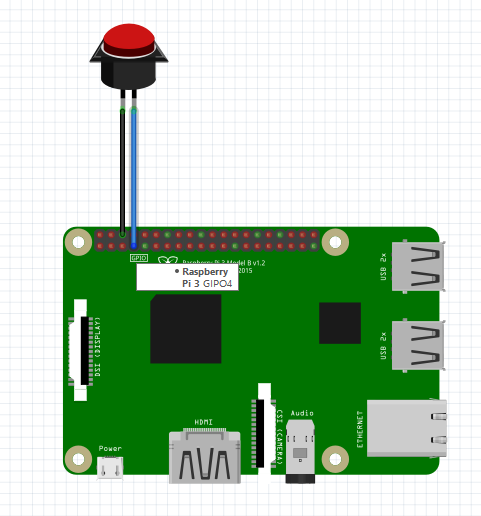 GPIO
Raspberry Pi 3 Model B v1.2
2015
• Raspberry
Pi 3 GIPO4
USB 2x
DSI (DISPLAY)
USB 2x
HDMI
Audio
CSI (CAMERA)
ETHERNET
Power